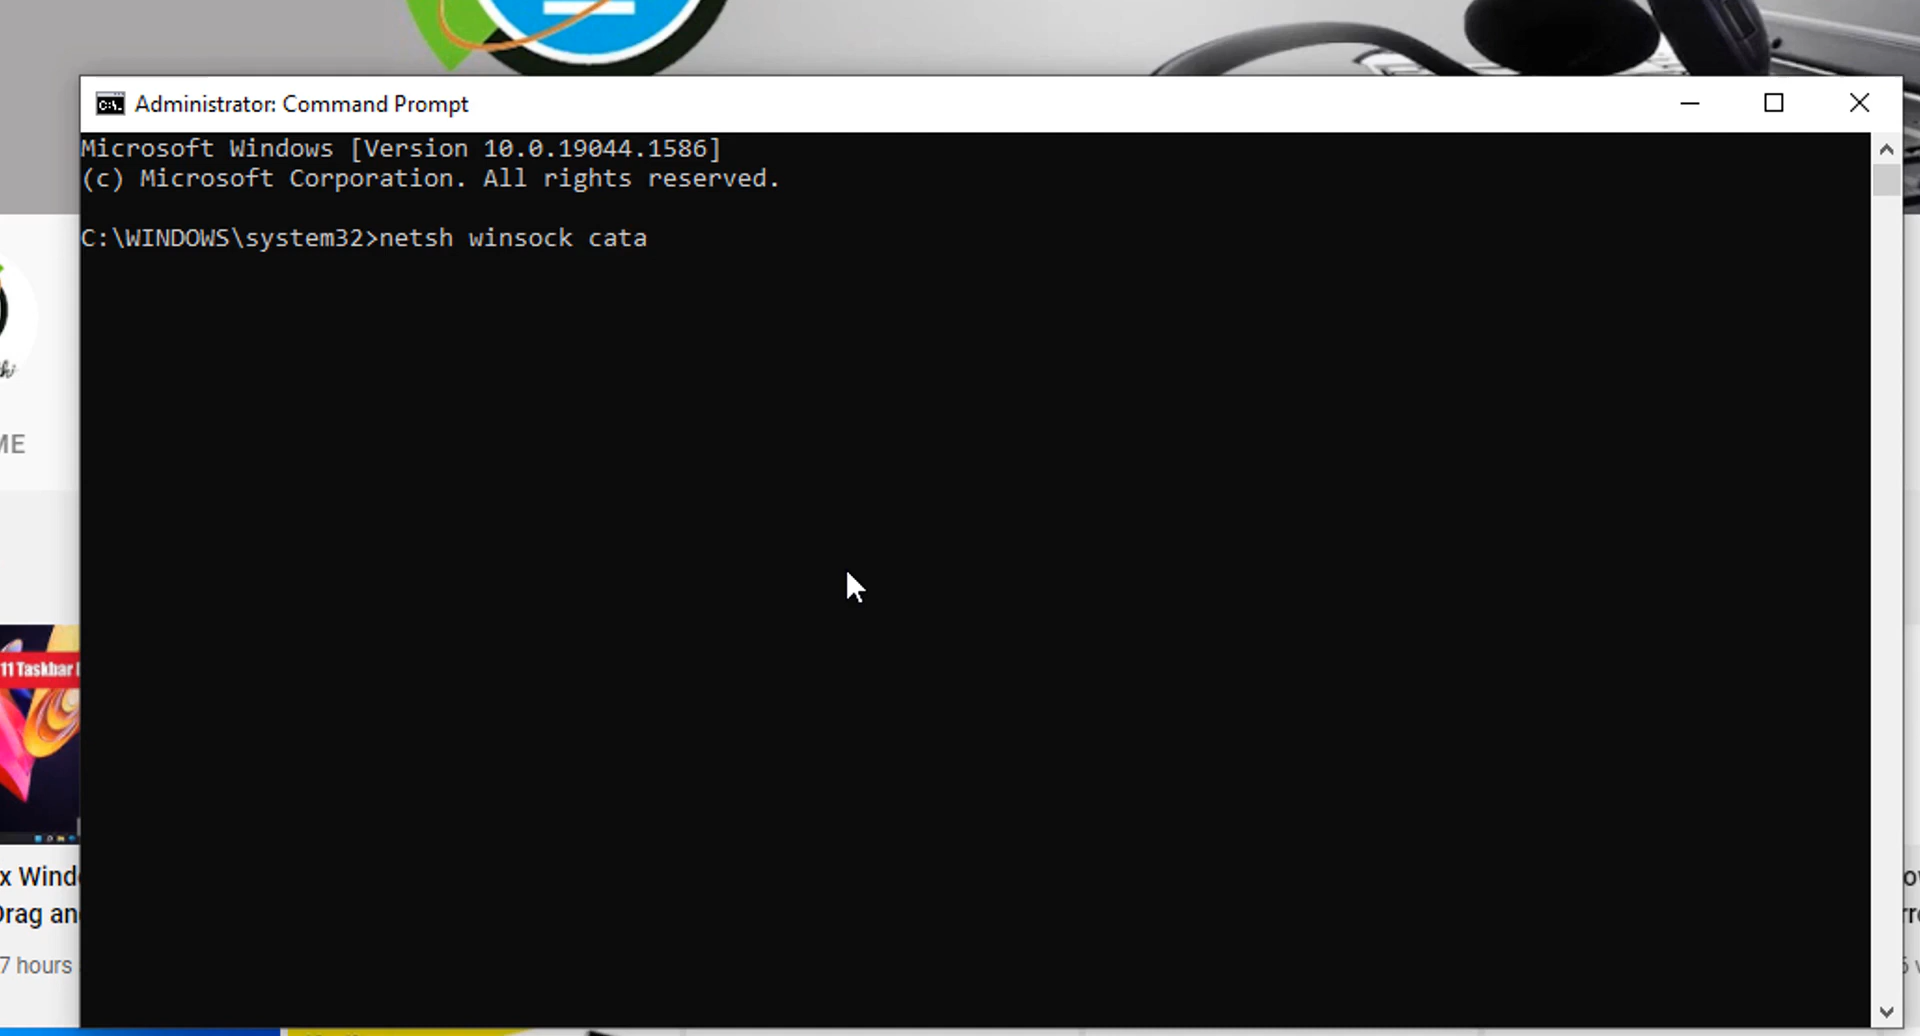 Administrator: Command Prompt
Microsoft Windows [Version 10.0.19044.1586]
(c) Microsoft Corporation. All rights reserved.
C:\WINDOWS\system32>netsh winsock cata
ME
11 Taskbar
x Wind
Drag an
7 hours